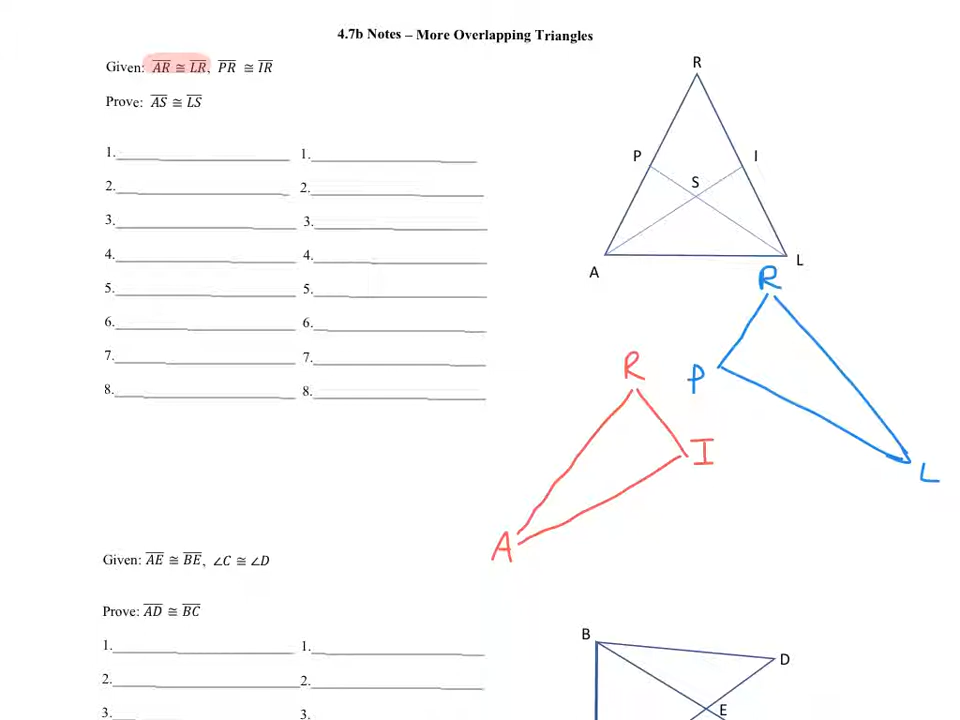 4.7b Notes – More Overlapping Triangles
Given: AR ≅ LR, PR ≅ IR
Prove: AS ≅ LS
R
P
I
S
A
L
1. 1.
2. 2.
3. 3.
4. 4.
5. 5.
6. 6.
7. 7.
8. 8.
R
P
L
R
I
A
Given: AE ≅ BE, ∠C ≅ ∠D
Prove: AD ≅ BC
1. 1.
2. 2.
3. 3.
B
D
E